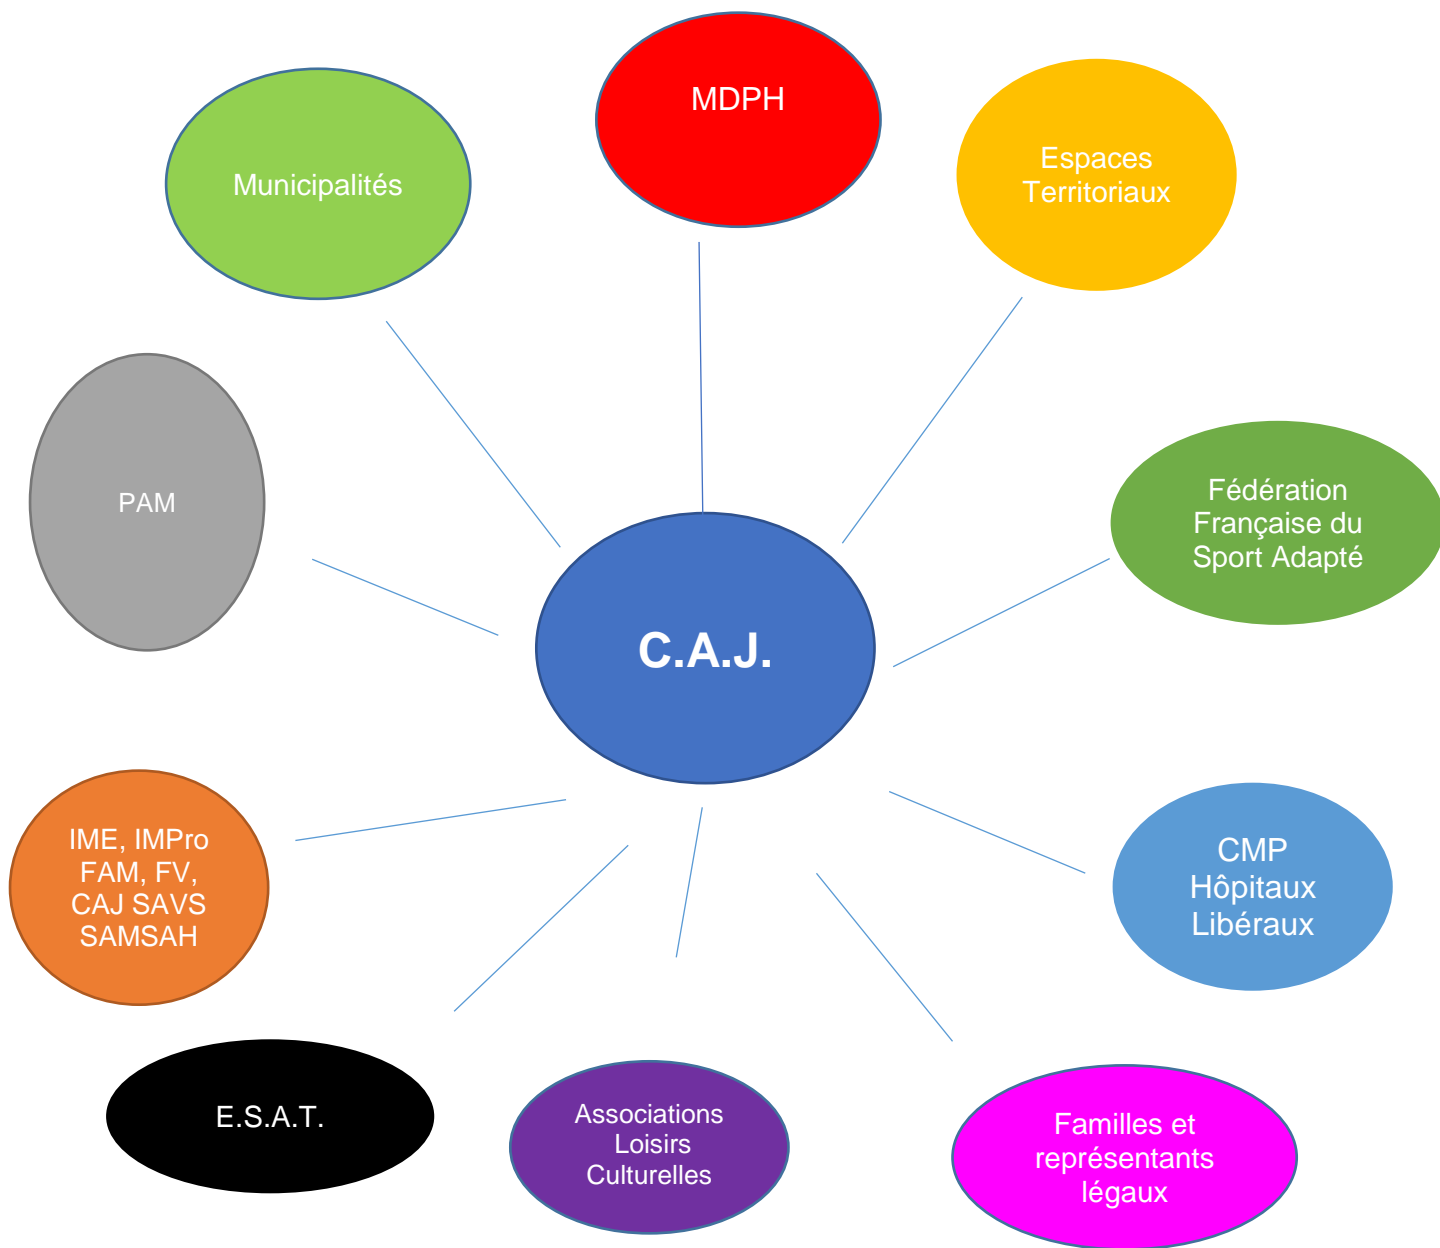 MDPH
Espaces
Territoriaux
Municipalités
Fédération
Française du
Sport Adapté
PAM
C.A.J.
IME, IMPro
FAM, FV,
CAJ SAVS
SAMSAH
CMP
Hôpitaux
Libéraux
E.S.A.T.
Associations
Loisirs
Culturelles
Familles et
représentants
légaux